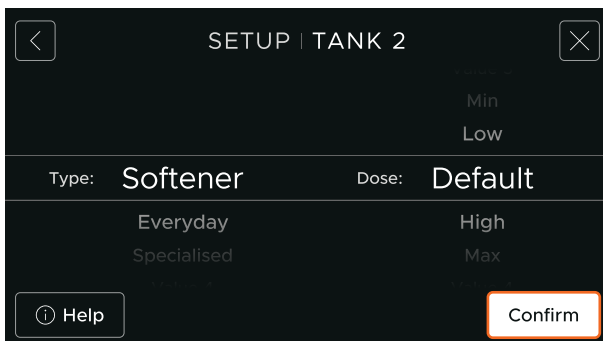 SETUP | TANK 2
Min
Low
Type: Softener Dose: Default
Everyday High
Specialised Max
Help Confirm